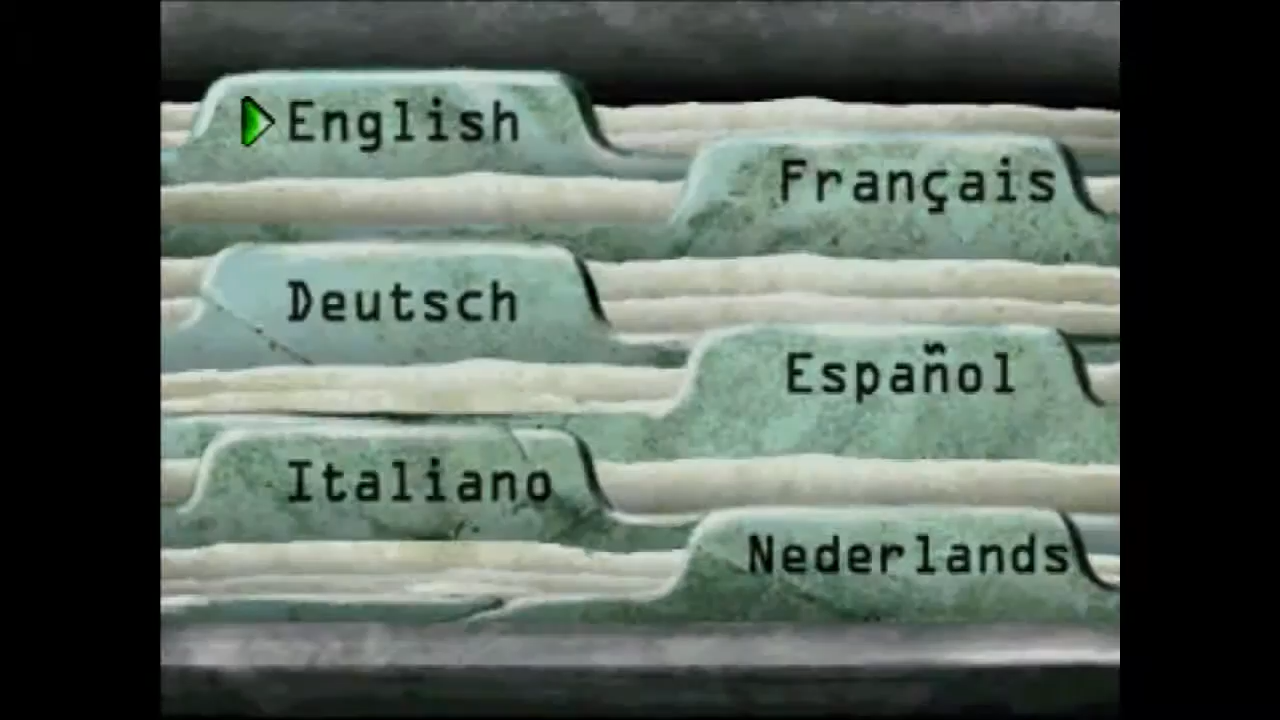 English
Français
Deutsch
Español
Italiano
Nederlands